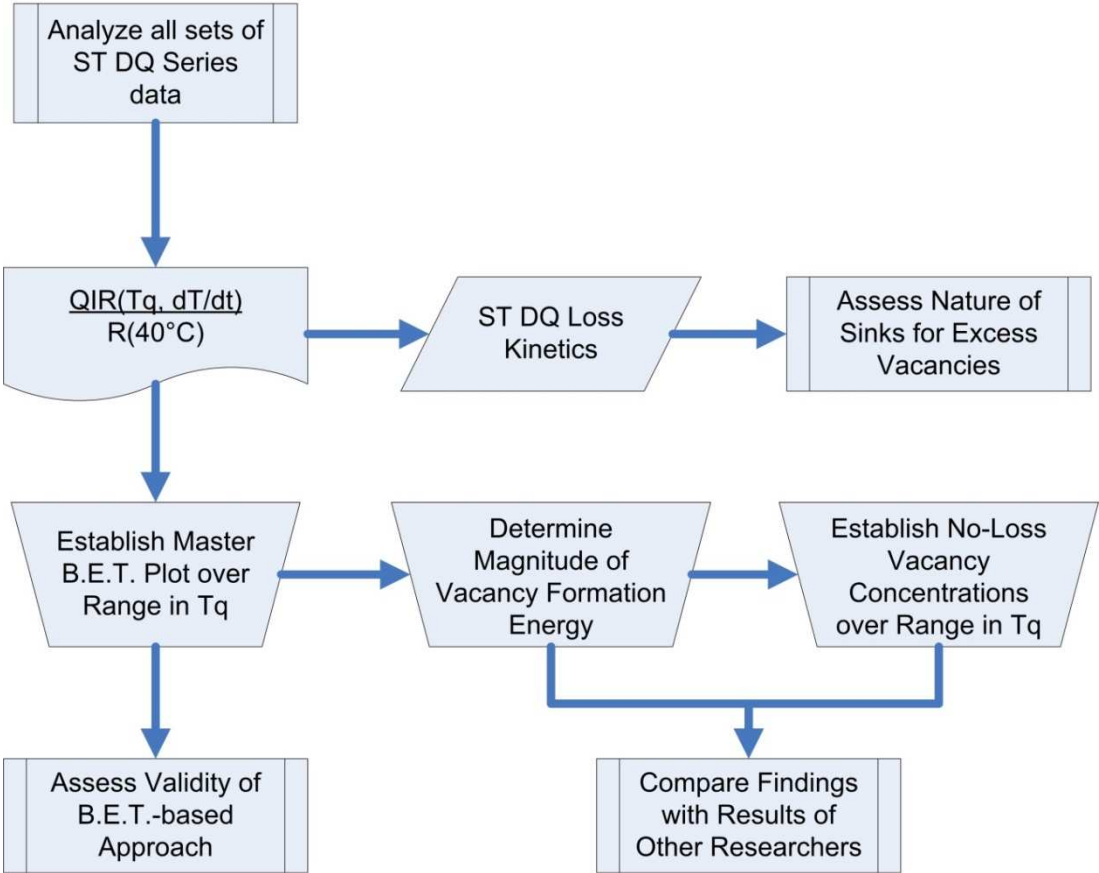 Analyze all sets of
ST DQ Series
data
QIR(Tq, dT/dt)
R(40°C)
ST DQ Loss
Kinetics
Assess Nature of
Sinks for Excess
Vacancies
Establish Master
B.E.T. Plot over
Range in Tq
Determine
Magnitude of
Vacancy Formation
Energy
Establish No-Loss
Vacancy
Concentrations
over Range in Tq
Assess Validity of
B.E.T.-based
Approach
Compare Findings
with Results of
Other Researchers